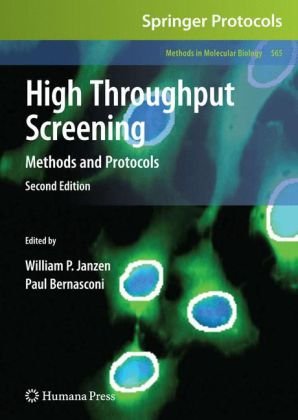 Springer Protocols
Methods in Molecular Biology 565
High Throughput
Screening
Methods and Protocols
Second Edition
Edited by
William P. Janzen
Paul Bernasconi
Humana Press